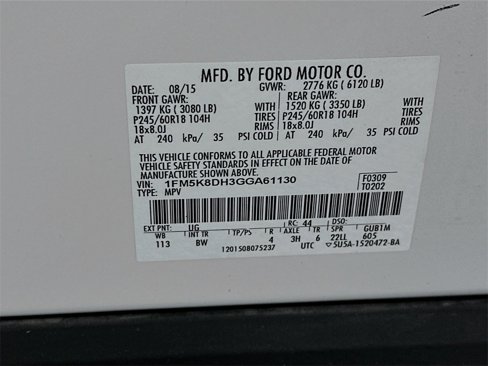 MFD. BY FORD MOTOR CO.
DATE: 08/15 GVWR: 2776 KG (6120 LB)
FRONT GAWR: REAR GAWR:
1397 KG (3080 LB) WITH 1520 KG (3350 LB) WITH
P245/60R18 104H TIRES P245/60R18 104H TIRES
18x8.0J RIMS 18x8.0J RIMS
AT 240 kPa/ 35 PSI COLD AT 240 kPa/ 35 PSI COLD
THIS VEHICLE CONFORMS TO ALL APPLICABLE FEDERAL MOTOR
VEHICLE SAFETY STANDARDS IN EFFECT ON THE DATE OF
MANUFACTURE SHOWN ABOVE.
VIN: 1FM5K8DH3GGA61130 F0309
TYPE: MPV T0202
EXT PNT: UG RC: 44 DSO:
WB INT TR TP/PS R AXLE TR SPR GUB1M
113 BW 4 3H 6 22LL 605
1201508075237 UTC 5U5A-1520472-BA